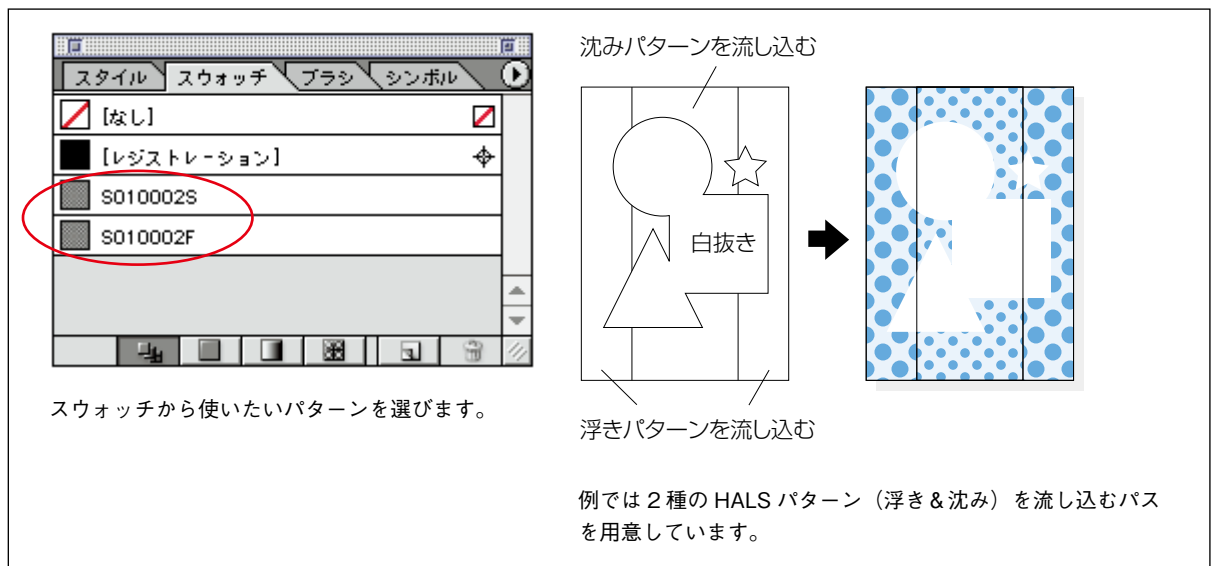 スタイル スウォッチ ブラシ シンボル
[なし]
[レジストレーション]
S010002S
S010002F
スウォッチから使いたいパターンを選びます。
沈みパターンを流し込む
白抜き
浮きパターンを流し込む
例では2種の HALS パターン（浮き&沈み）を流し込むパス
を用意しています。